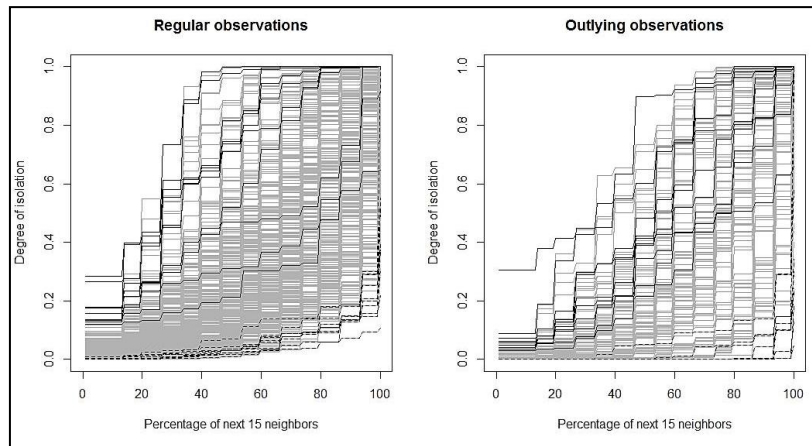 Regular observations
Degree of isolation
0.0 0.2 0.4 0.6 0.8 1.0
0 20 40 60 80 100
Percentage of next 15 neighbors
Outlying observations
Degree of isolation
0.0 0.2 0.4 0.6 0.8 1.0
0 20 40 60 80 100
Percentage of next 15 neighbors